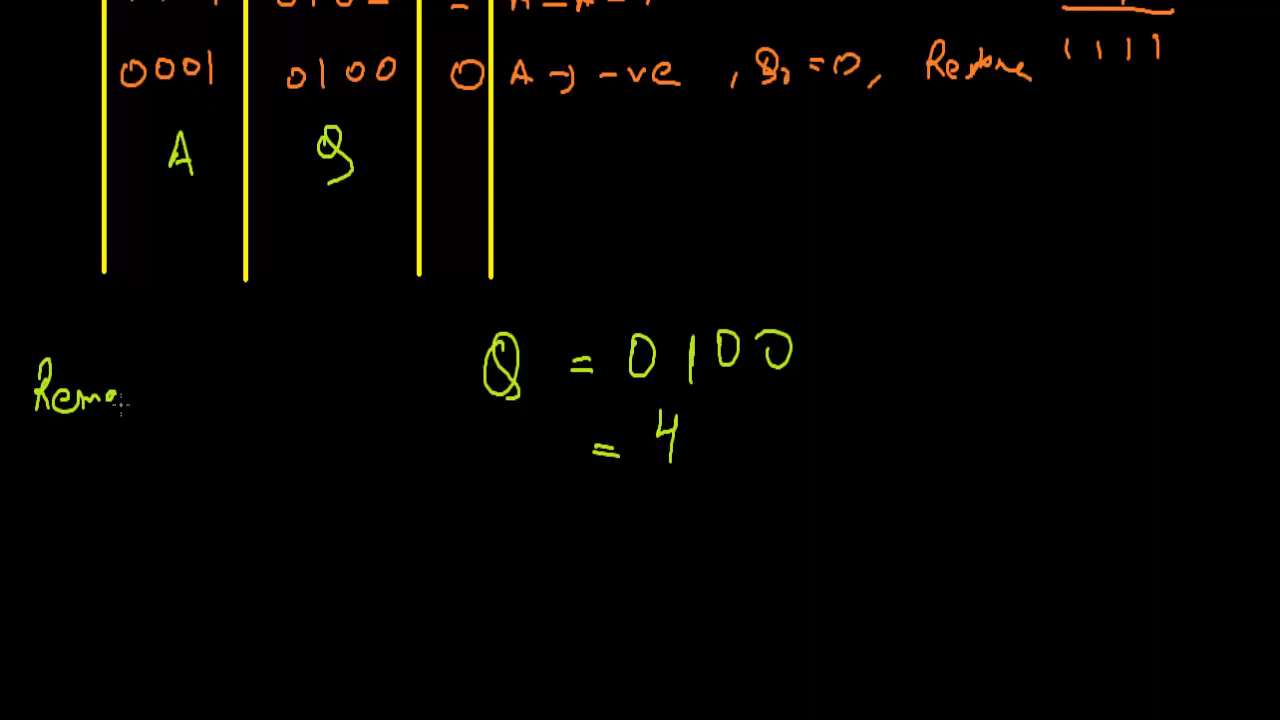 0001 0100 0 A → -ve , Q₀ = 0, Restore 1111
A Q
Q = 0100
Rema
= 4